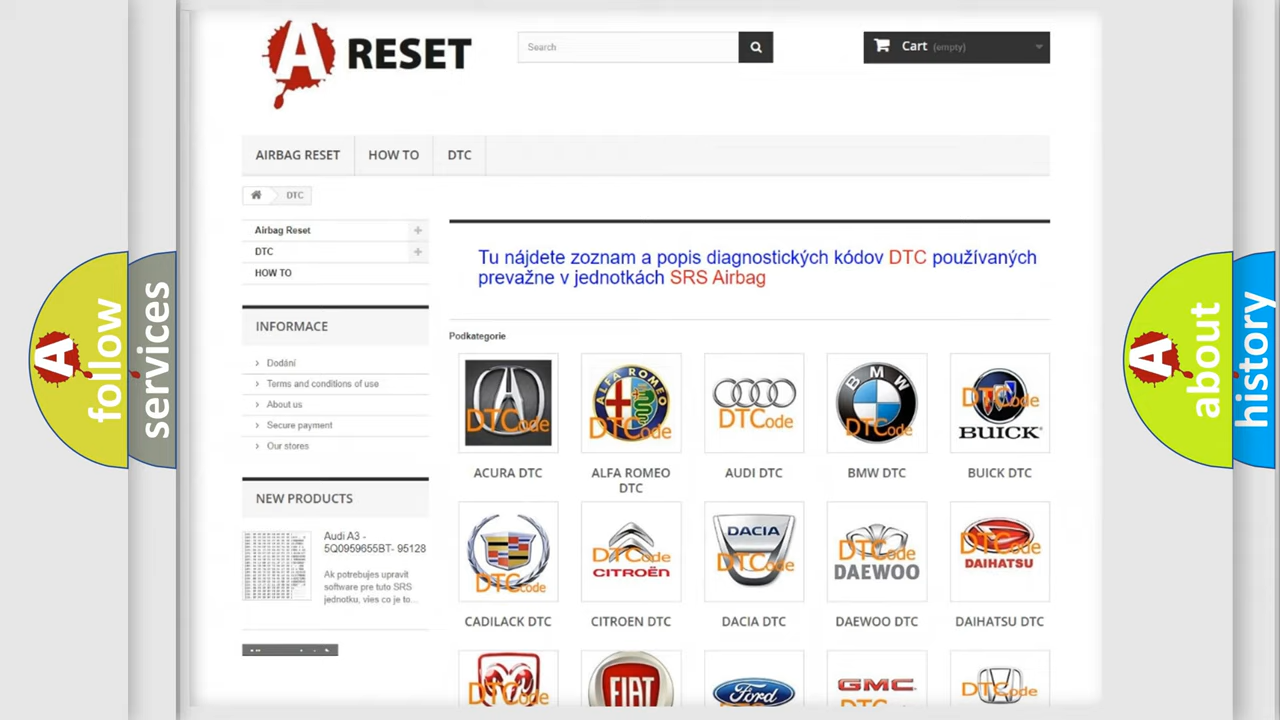 A RESET
Search
Cart (empty)
AIRBAG RESET
HOW TO
DTC
DTC
Airbag Reset
DTC
HOW TO
Tu nájdete zoznam a popis diagnostických kódov DTC používaných
prevažne v jednotkách SRS Airbag
INFORMACE
Dodání
Terms and conditions of use
About us
Secure payment
Our stores
Podkategorie
DTCode
ALFA ROMEO
DTCode
DTCode
BMW
DTCode
DTCode
BUICK
ACURA DTC
ALFA ROMEO
DTC
AUDI DTC
BMW DTC
BUICK DTC
NEW PRODUCTS
Audi A3 -
5Q0959655BT- 95128
Ak potrebujes upravit
software pre tuto SRS
jednotku, vies co je to...
DTCode
DTCode
CITROËN
DACIA
DTCode
DTCode
DAEWOO
DTCode
DAIHATSU
CADILACK DTC
CITROEN DTC
DACIA DTC
DAEWOO DTC
DAIHATSU DTC
DTCode
FIAT
Ford
GMC
DTCode
A follow
services
A about
history